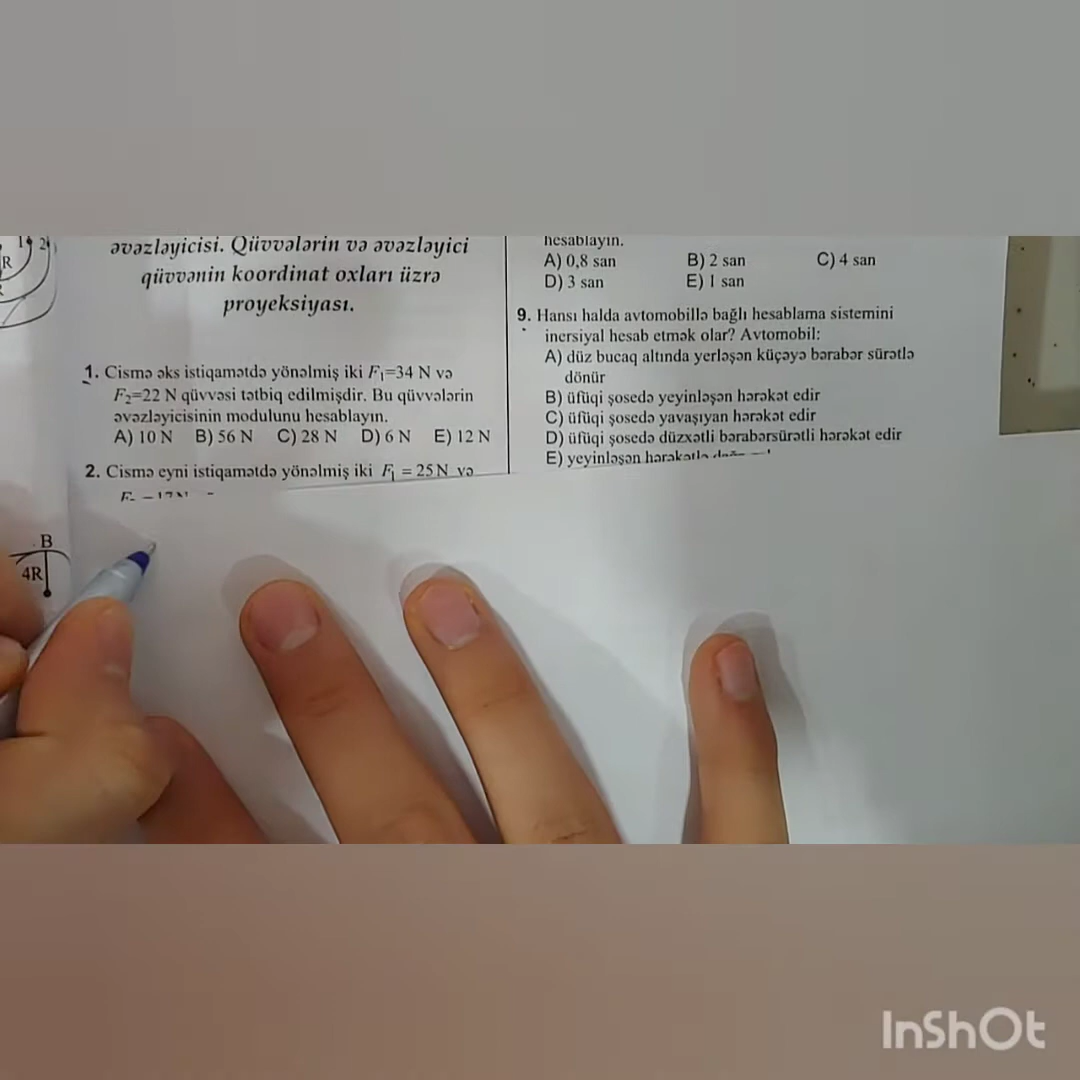 1 2
R
əvəzləyicisi. Qüvvələrin və əvəzləyici
qüvvənin koordinat oxları üzrə
proyeksiyası.
1. Cismə əks istiqamətdə yönəlmiş iki F₁=34 N və
F₂=22 N qüvvəsi tətbiq edilmişdir. Bu qüvvələrin
əvəzləyicisinin modulunu hesablayın.
A) 10 N B) 56 N C) 28 N D) 6 N E) 12 N
2. Cismə eyni istiqamətdə yönəlmiş iki F₁ = 25 N və
B
4R
hesablayın.
A) 0,8 san B) 2 san C) 4 san
D) 3 san E) 1 san
9. Hansı halda avtomobillə bağlı hesablama sistemini
inersiyal hesab etmək olar? Avtomobil:
A) düz bucaq altında yerləşən küçəyə bərabər sürətlə
dönür
B) üfüqi şosedə yeyinləşən hərəkət edir
C) üfüqi şosedə yavaşıyan hərəkət edir
D) üfüqi şosedə düzxətli bərabərsürətli hərəkət edir
E) yeyinləşən hərəkətlə
InShOt